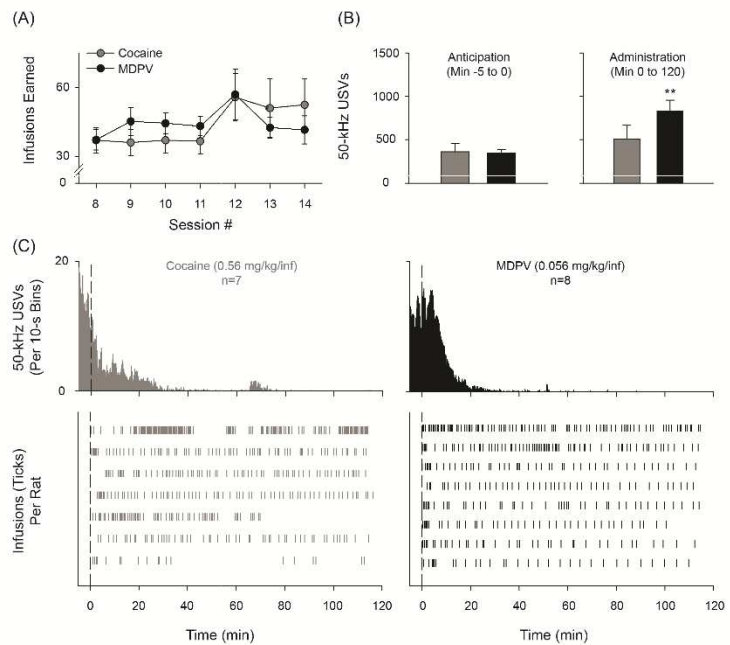 (A)
Cocaine
MDPV
Infusions Earned
60
30
0
8 9 10 11 12 13 14
Session #
(B)
50-kHz USVs
1500
1000
500
0
Anticipation
(Min -5 to 0)
Administration
(Min 0 to 120)
**
(C)
50-kHz USVs
(Per 10-s Bins)
20
10
0
Cocaine (0.56 mg/kg/inf)
n=7
MDPV (0.056 mg/kg/inf)
n=8
Infusions (Ticks)
Per Rat
0 20 40 60 80 100 120
Time (min)
0 20 40 60 80 100 120
Time (min)